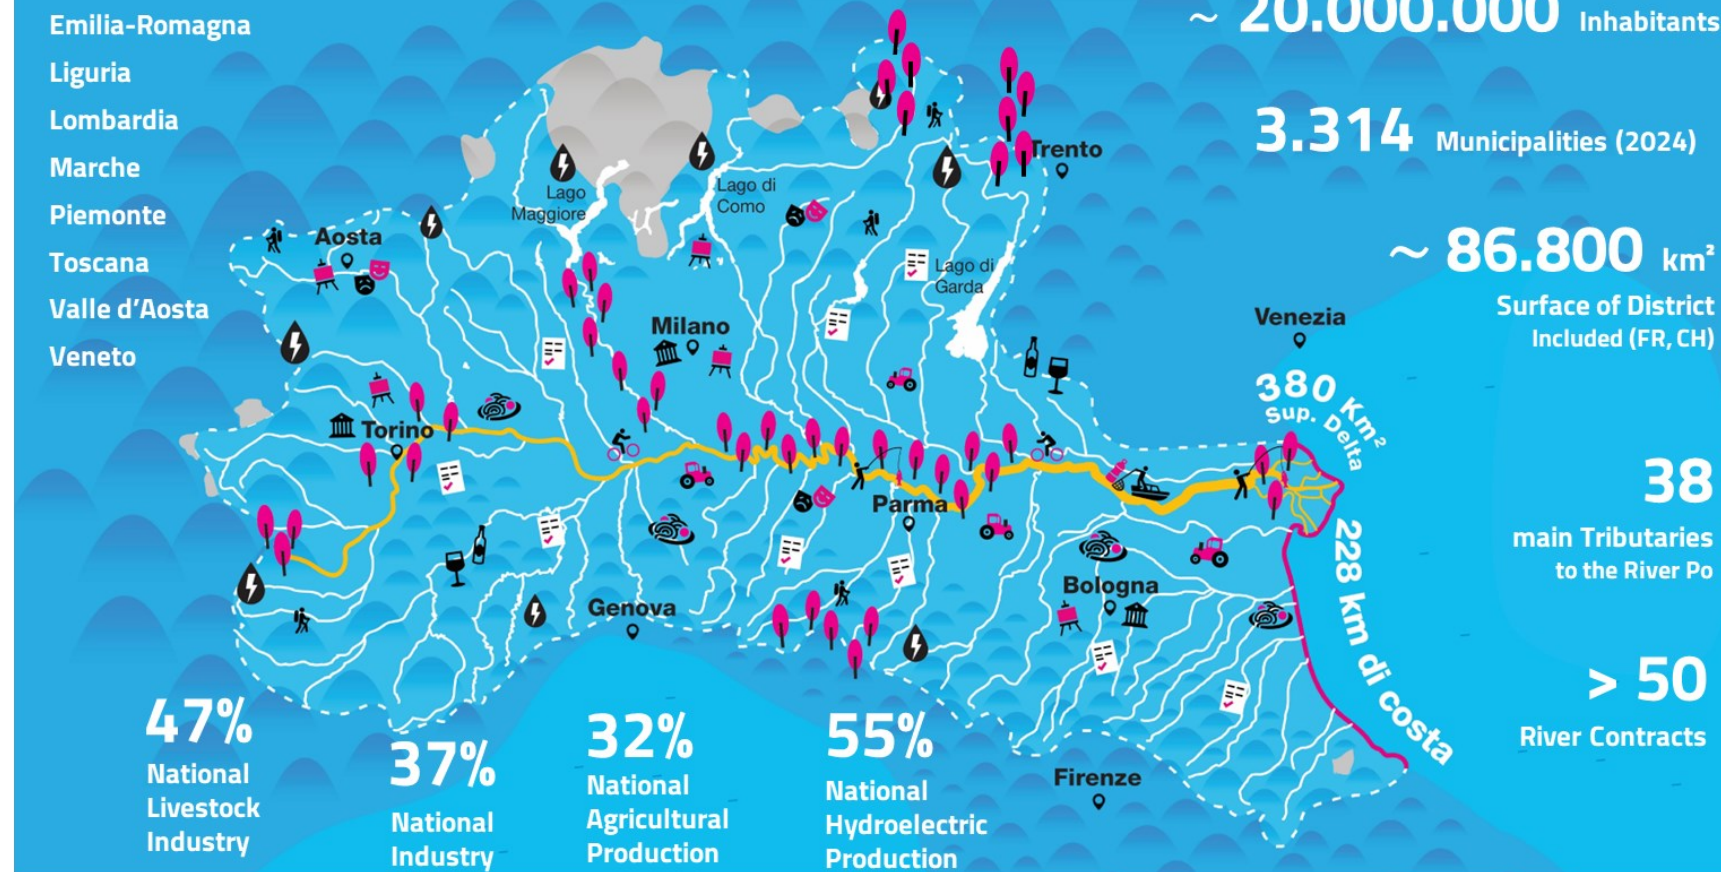 Emilia-Romagna
Liguria
Lombardia
Marche
Piemonte
Toscana
Valle d'Aosta
Veneto
~ 20.000.000 Inhabitants
3.314 Municipalities (2024)
~ 86.800 km²
Surface of District
Included (FR, CH)
38
main Tributaries
to the River Po
> 50
River Contracts
Trento
Lago
Maggiore
Lago di
Como
Aosta
Lago di
Garda
Milano
Venezia
380 Km²
Sup. Delta
Torino
Parma
228 km di costa
Bologna
Genova
Firenze
47%
National
Livestock
Industry
37%
National
Industry
32%
National
Agricultural
Production
55%
National
Hydroelectric
Production